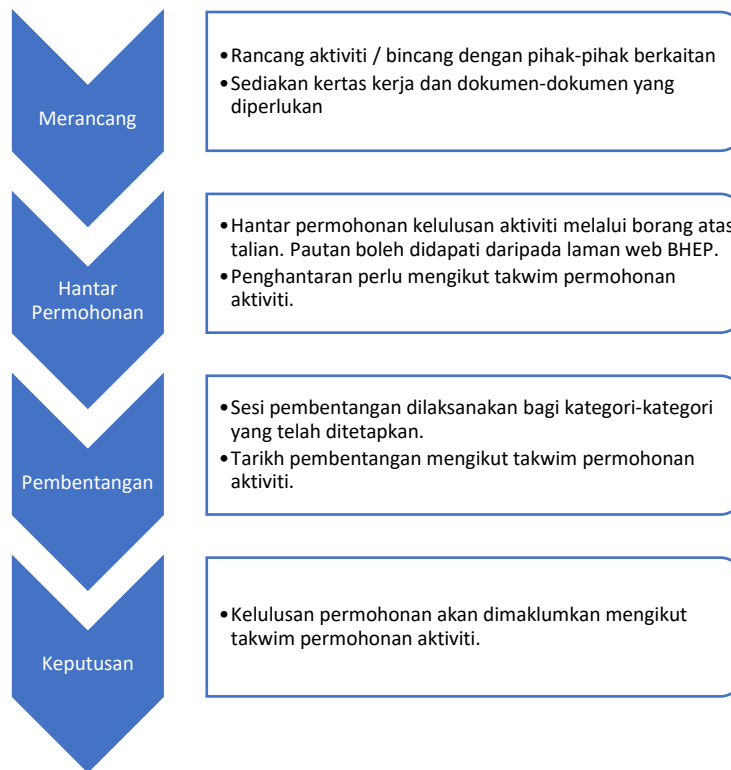 Merancang
•Rancang aktiviti / bincang dengan pihak-pihak berkaitan
•Sediakan kertas kerja dan dokumen-dokumen yang
diperlukan
Hantar
Permohonan
•Hantar permohonan kelulusan aktiviti melalui borang atas
talian. Pautan boleh didapati daripada laman web BHEP.
•Penghantaran perlu mengikut takwim permohonan
aktiviti.
Pembentangan
•Sesi pembentangan dilaksanakan bagi kategori-kategori
yang telah ditetapkan.
•Tarikh pembentangan mengikut takwim permohonan
aktiviti.
Keputusan
•Kelulusan permohonan akan dimaklumkan mengikut
takwim permohonan aktiviti.